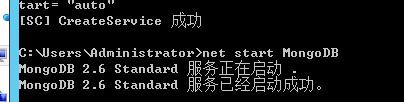 tart= "auto"
[SC] CreateService 成功
C:\Users\Administrator>net start MongoDB
MongoDB 2.6 Standard 服务正在启动 .
MongoDB 2.6 Standard 服务已经启动成功。